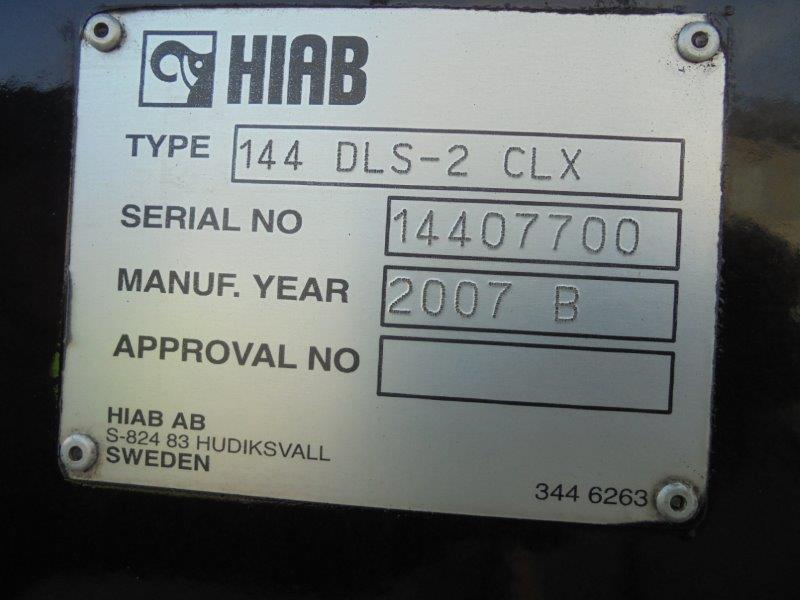 HIAB
TYPE 144 DLS-2 CLX
SERIAL NO 14407700
MANUF. YEAR 2007 B
APPROVAL NO
HIAB AB
S-824 83 HUDIKSVALL
SWEDEN
344 6263